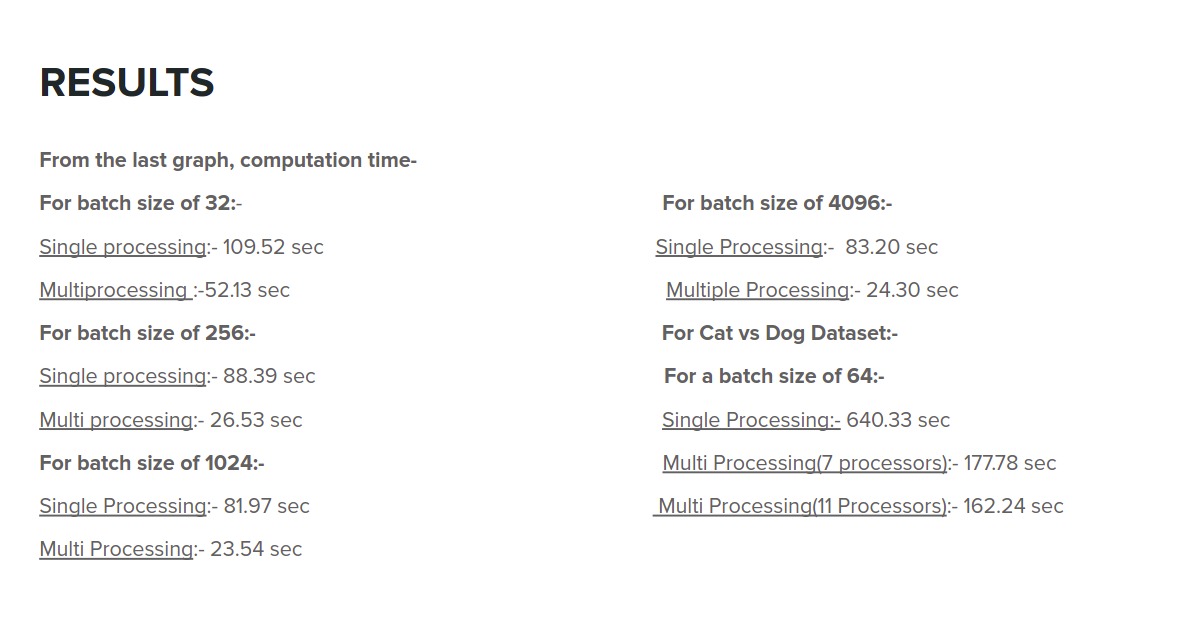 RESULTS
From the last graph, computation time-
For batch size of 32:-
Single processing:- 109.52 sec
Multiprocessing :-52.13 sec
For batch size of 256:-
Single processing:- 88.39 sec
Multi processing:- 26.53 sec
For batch size of 1024:-
Single Processing:- 81.97 sec
Multi Processing:- 23.54 sec
For batch size of 4096:-
Single Processing:-  83.20 sec
Multiple Processing:- 24.30 sec
For Cat vs Dog Dataset:-
For a batch size of 64:-
Single Processing:- 640.33 sec
Multi Processing(7 processors):- 177.78 sec
Multi Processing(11 Processors):- 162.24 sec